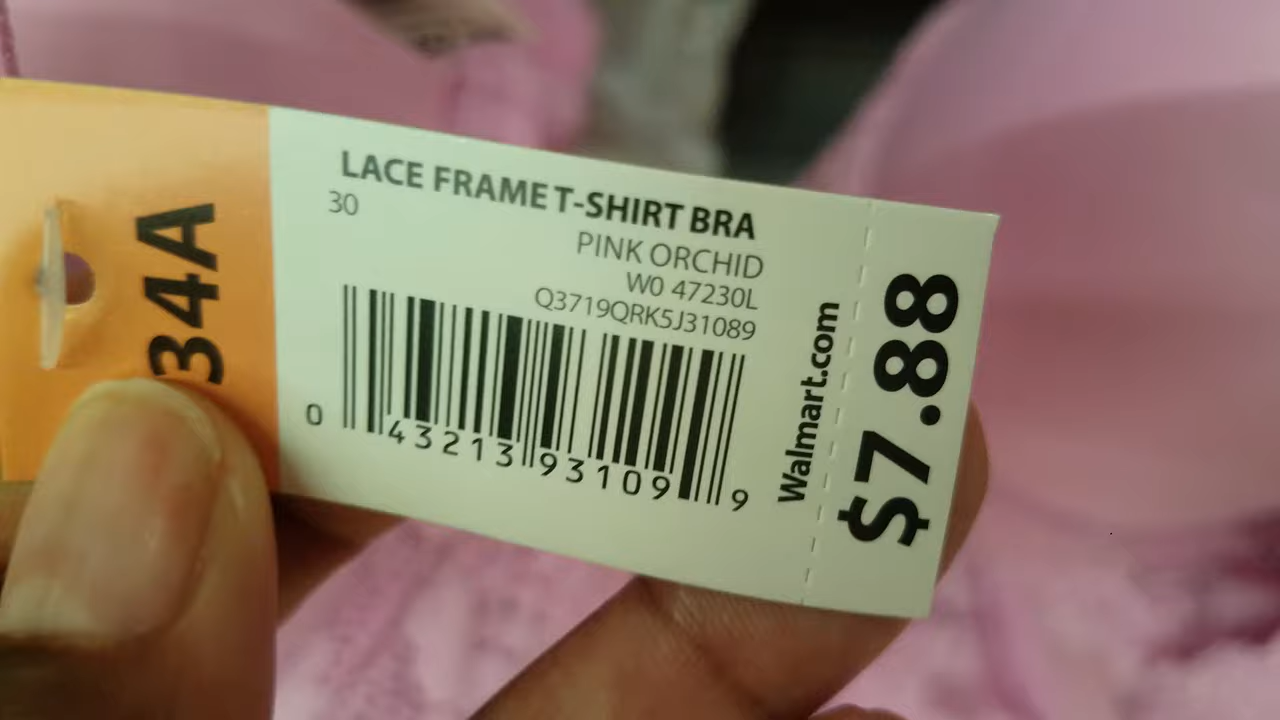 34A
LACE FRAME T-SHIRT BRA
30
PINK ORCHID
W0 47230L
Q3719QRK5J31089
0 43213 93109 9
Walmart.com
$7.88